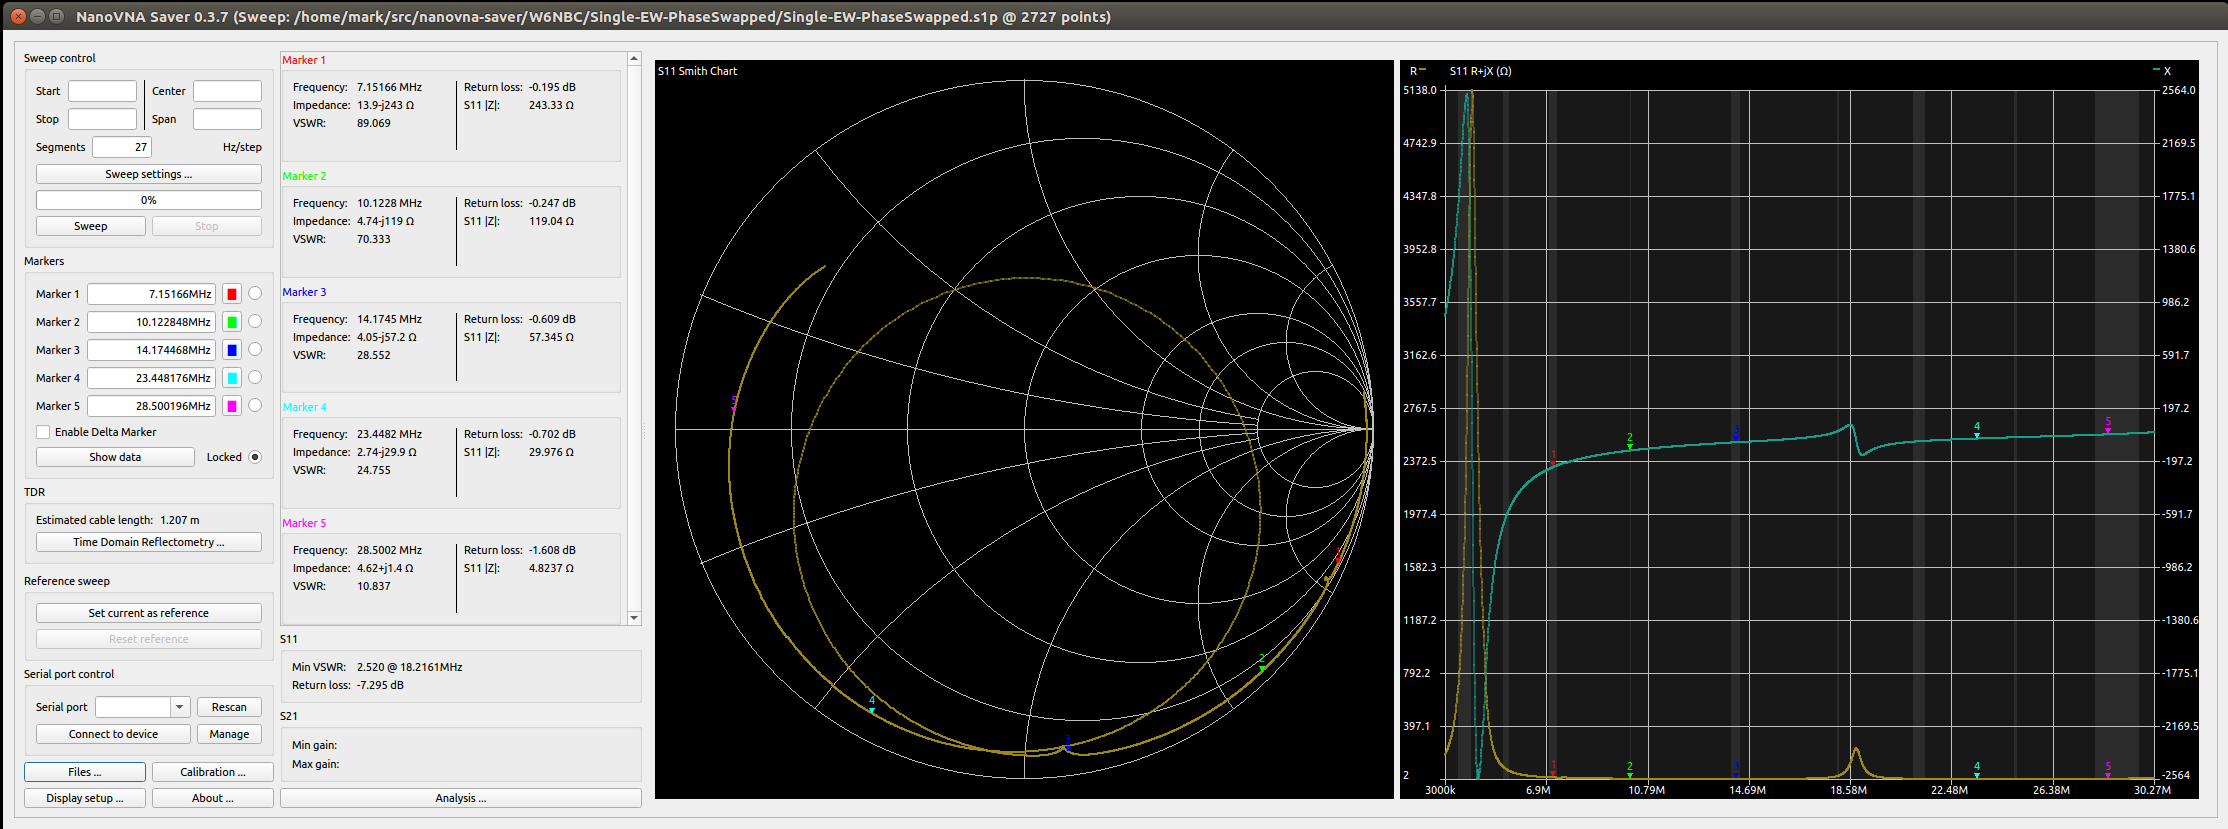 NanoVNA Saver 0.3.7 (Sweep: /home/mark/src/nanovna-saver/W6NBC/Single-EW-PhaseSwapped/Single-EW-PhaseSwapped.s1p @ 2727 points)
Sweep control
Start
Center
Stop
Span
Segments 27 Hz/step
Sweep settings ...
0%
Sweep
Stop
Markers
Marker 1 7.15166MHz
Marker 2 10.122848MHz
Marker 3 14.174468MHz
Marker 4 23.448176MHz
Marker 5 28.500196MHz
Enable Delta Marker
Show data
Locked
TDR
Estimated cable length: 1.207 m
Time Domain Reflectometry ...
Reference sweep
Set current as reference
Reset reference
Serial port control
Serial port
Rescan
Connect to device
Manage
Files ...
Calibration ...
Display setup ...
About ...
Marker 1
Frequency: 7.15166 MHz
Impedance: 13.9-j243 Ω
VSWR: 89.069
Return loss: -0.195 dB
S11 |Z|: 243.33 Ω
Marker 2
Frequency: 10.1228 MHz
Impedance: 4.74-j119 Ω
VSWR: 70.333
Return loss: -0.247 dB
S11 |Z|: 119.04 Ω
Marker 3
Frequency: 14.1745 MHz
Impedance: 4.05-j57.2 Ω
VSWR: 28.552
Return loss: -0.609 dB
S11 |Z|: 57.345 Ω
Marker 4
Frequency: 23.4482 MHz
Impedance: 2.74-j29.9 Ω
VSWR: 24.755
Return loss: -0.702 dB
S11 |Z|: 29.976 Ω
Marker 5
Frequency: 28.5002 MHz
Impedance: 4.62+j1.4 Ω
VSWR: 10.837
Return loss: -1.608 dB
S11 |Z|: 4.8237 Ω
S11
Min VSWR: 2.520 @ 18.2161MHz
Return loss: -7.295 dB
S21
Min gain:
Max gain:
Analysis ...
S11 Smith Chart
5
1
2
4
3
R
S11 R+jX (Ω)
X
5138.0
4742.9
4347.8
3952.8
3557.7
3162.6
2767.5
2372.5
1977.4
1582.3
1187.2
792.2
397.1
2
2564.0
2169.5
1775.1
1380.6
986.2
591.7
197.2
-197.2
-591.7
-986.2
-1380.6
-1775.1
-2169.5
-2564
1
2
3
4
5
1
2
3
4
5
3000k
6.9M
10.79M
14.69M
18.58M
22.48M
26.38M
30.27M